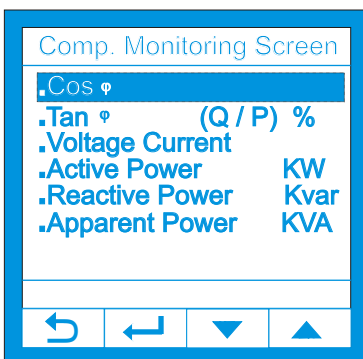 Comp. Monitoring Screen
.Cos φ
.Tan φ (Q / P) %
.Voltage Current
.Active Power KW
.Reactive Power Kvar
.Apparent Power KVA